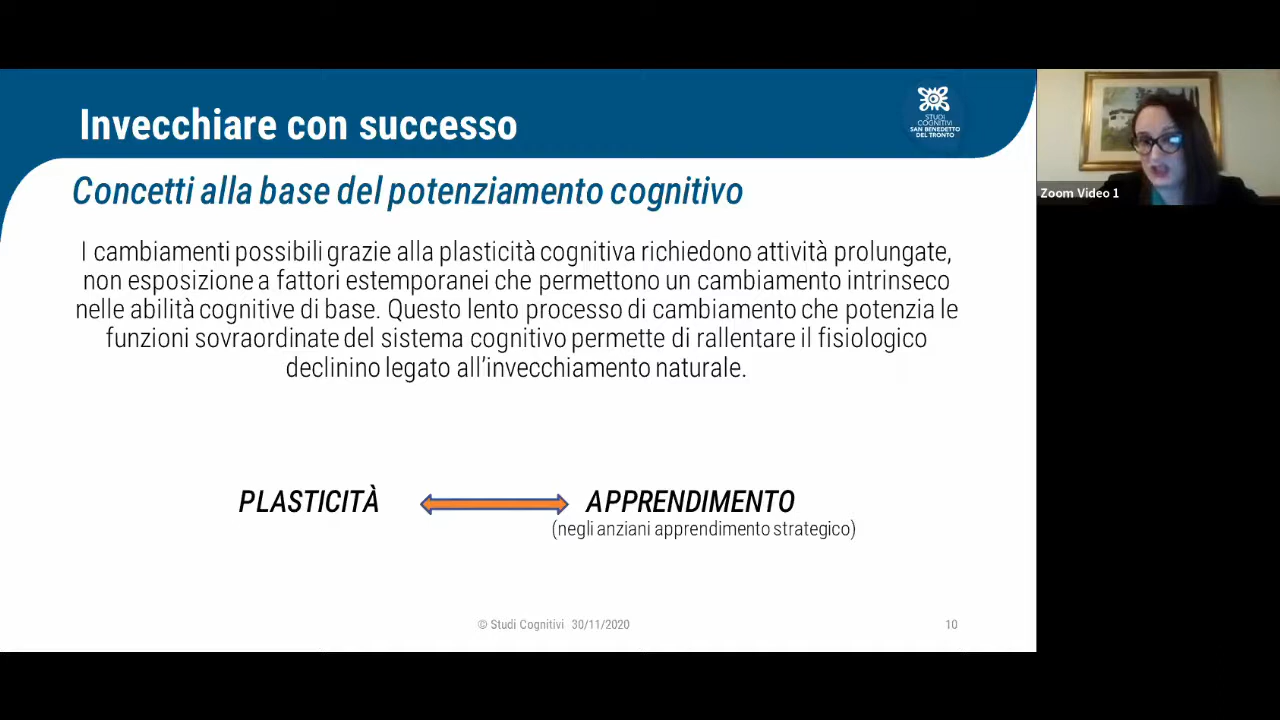 Invecchiare con successo
STUDI
COGNITIVI
SAN BENEDETTO
DEL TRONTO
Concetti alla base del potenziamento cognitivo
I cambiamenti possibili grazie alla plasticità cognitiva richiedono attività prolungate,
non esposizione a fattori estemporanei che permettono un cambiamento intrinseco
nelle abilità cognitive di base. Questo lento processo di cambiamento che potenzia le
funzioni sovraordinate del sistema cognitivo permette di rallentare il fisiologico
declinino legato all’invecchiamento naturale.
PLASTICITÀ
APPRENDIMENTO
(negli anziani apprendimento strategico)
© Studi Cognitivi 30/11/2020
10
Zoom Video 1